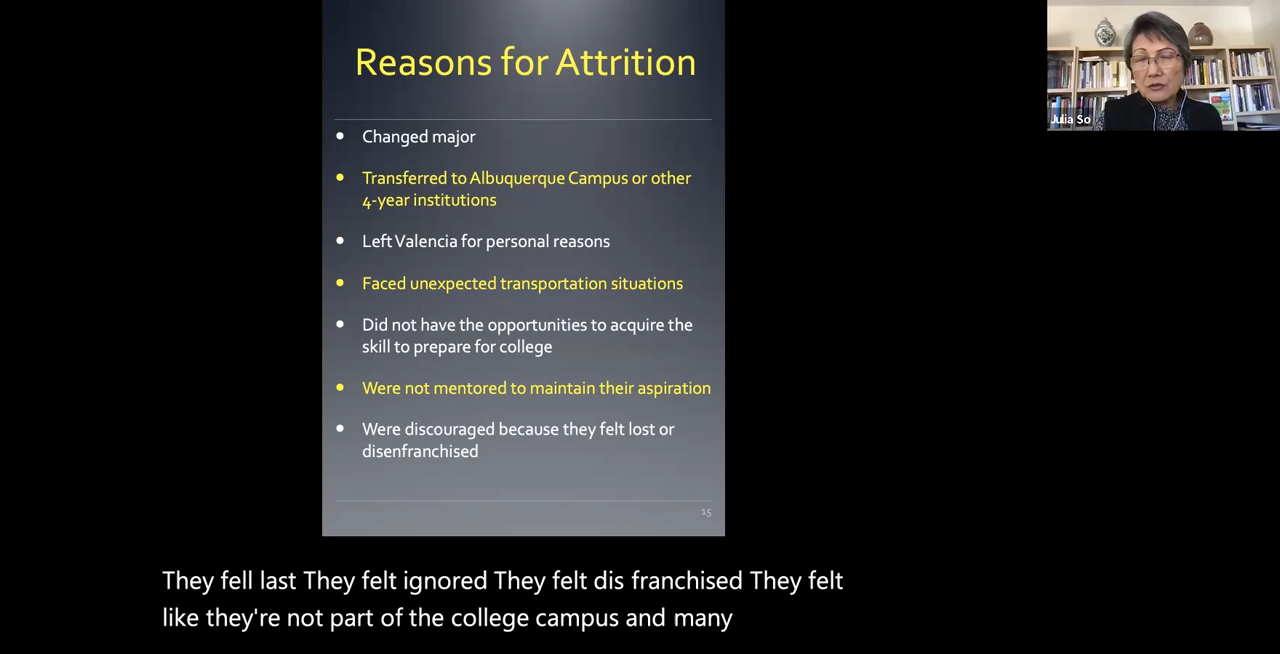 Reasons for Attrition
• Changed major
• Transferred to Albuquerque Campus or other
4-year institutions
• Left Valencia for personal reasons
• Faced unexpected transportation situations
• Did not have the opportunities to acquire the
skill to prepare for college
• Were not mentored to maintain their aspiration
• Were discouraged because they felt lost or
disenfranchised
15
Julia So
They fell last They felt ignored They felt dis franchised They felt
like they're not part of the college campus and many